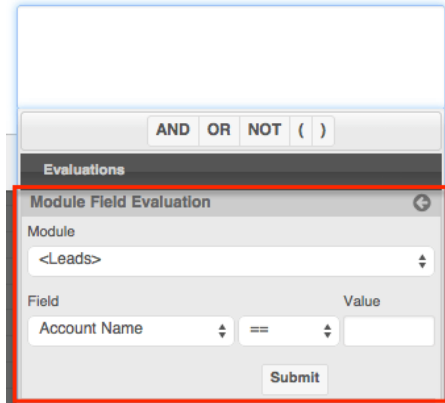 AND OR NOT ( )
Evaluations
Module Field Evaluation
Module
<Leads>
Field Value
Account Name ==
Submit